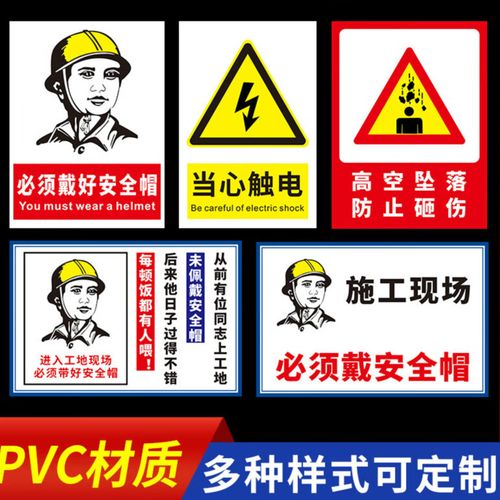 必须戴好安全帽
You must wear a helmet
当心触电
Be careful of electric shock
高空坠落
防止砸伤
进入工地现场
必须带好安全帽
从前有位同志上工地
未佩戴安全帽
后来他日子过得不错
每顿饭都有人喂！
施工现场
必须戴安全帽
PVC材质
多种样式可定制